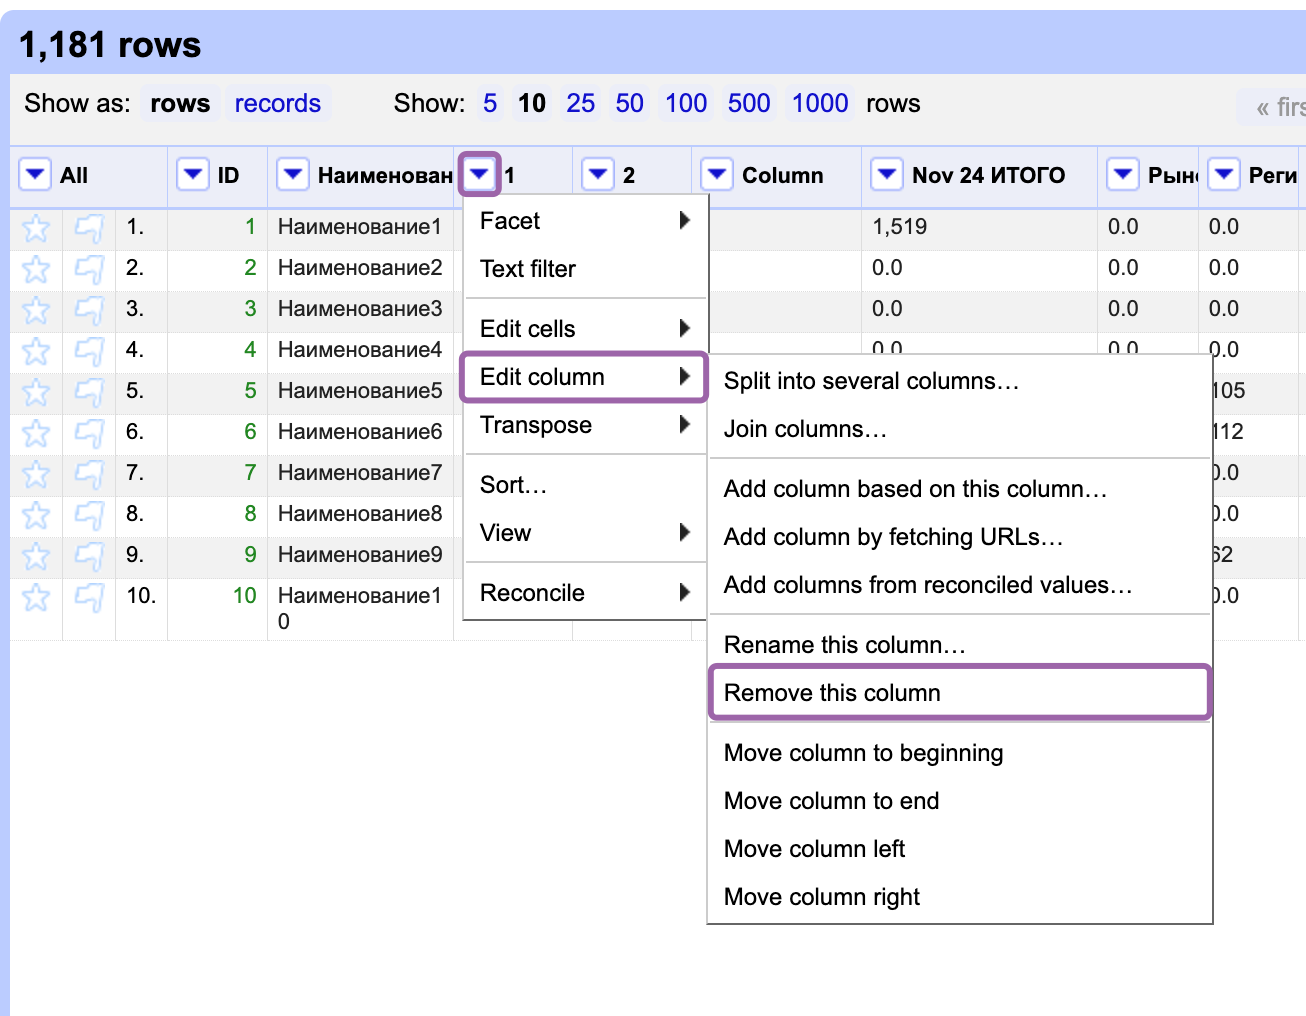 1,181 rows
Show as: rows records Show: 5 10 25 50 100 500 1000 rows « firs
All ID Наименован 1 2 Column Nov 24 ИТОГО Рын Реги
1. 1 Наименование1 1,519 0.0 0.0
2. 2 Наименование2 0.0 0.0 0.0
3. 3 Наименование3 0.0 0.0 0.0
4. 4 Наименование4 0.0 0.0 0.0
5. 5 Наименование5 105
6. 6 Наименование6 112
7. 7 Наименование7 0.0
8. 8 Наименование8 0.0
9. 9 Наименование9 62
10. 10 Наименование1
0 0.0
Facet
Text filter
Edit cells
Edit column
Transpose
Sort…
View
Reconcile
Split into several columns…
Join columns…
Add column based on this column…
Add column by fetching URLs…
Add columns from reconciled values…
Rename this column…
Remove this column
Move column to beginning
Move column to end
Move column left
Move column right